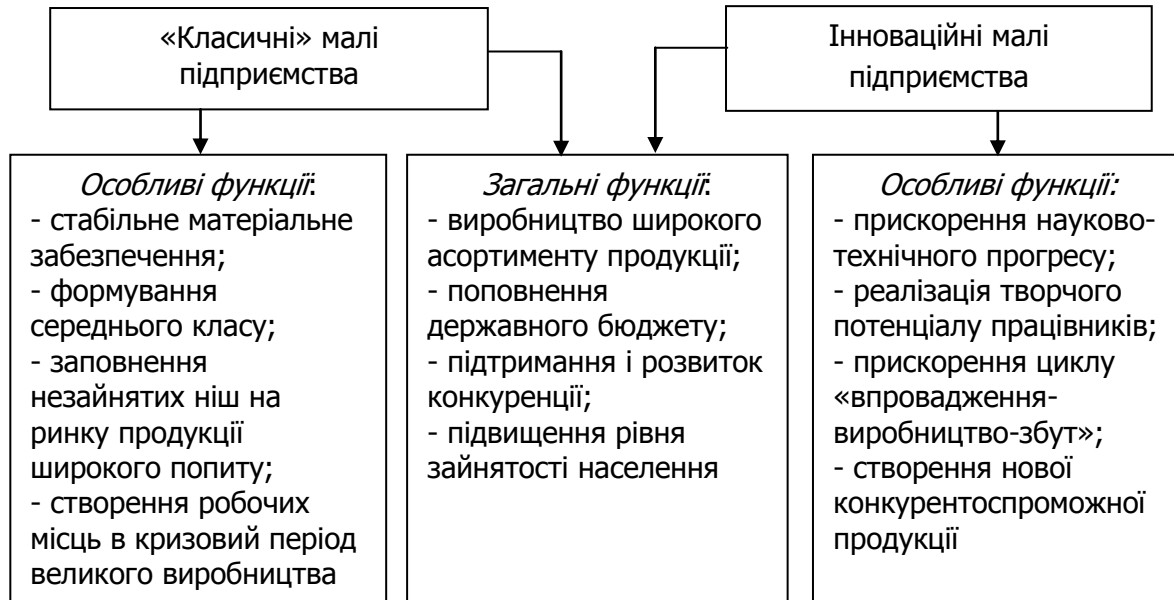 «Класичні» малі
підприємства
Інноваційні малі
підприємства
Особливі функції:
- стабільне матеріальне
забезпечення;
- формування
середнього класу;
- заповнення
незайнятих ніш на
ринку продукції
широкого попиту;
- створення робочих
місць в кризовий період
великого виробництва
Загальні функції:
- виробництво широкого
асортименту продукції;
- поповнення
державного бюджету;
- підтримання і розвиток
конкуренції;
- підвищення рівня
зайнятості населення
Особливі функції:
- прискорення науково-
технічного прогресу;
- реалізація творчого
потенціалу працівників;
- прискорення циклу
«впровадження-
виробництво-збут»;
- створення нової
конкурентоспроможної
продукції